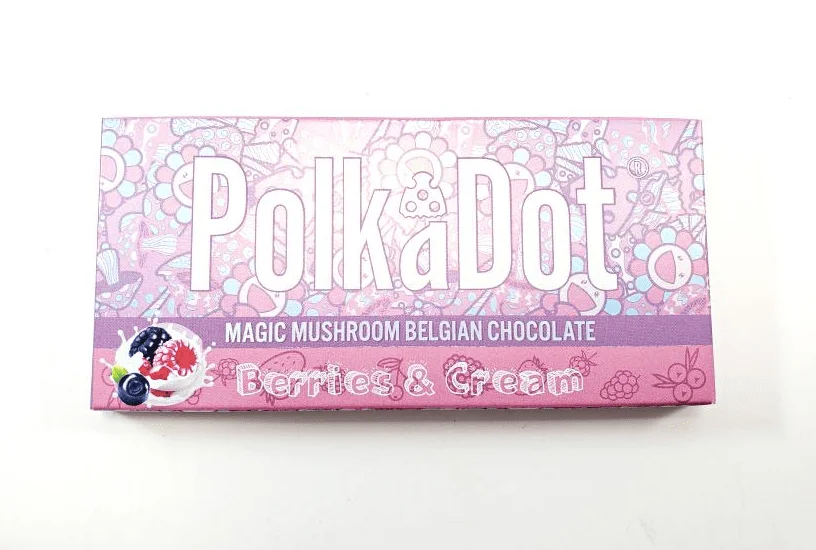 PolkaDot ®
MAGIC MUSHROOM BELGIAN CHOCOLATE
Berries & Cream